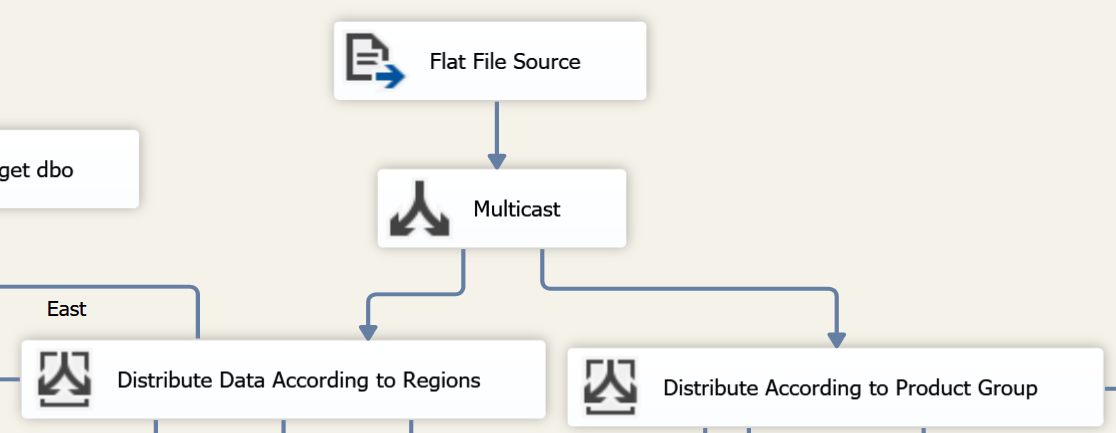 Flat File Source
get dbo
Multicast
East
Distribute Data According to Regions
Distribute According to Product Group